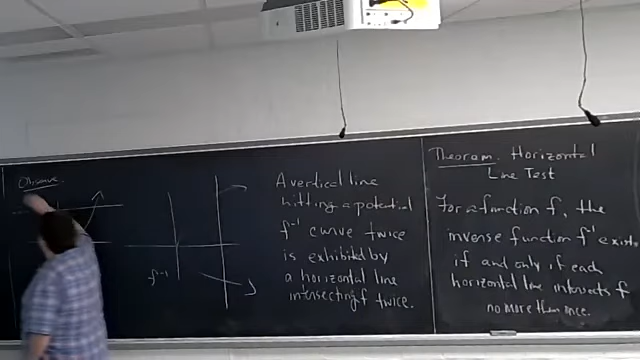 Observe.
f⁻¹
A vertical line
hitting a potential
f⁻¹ curve twice
is exhibited by
a horizontal line
intersecting f twice.
Theorem. Horizontal
Line Test
For a function f, the
inverse function f⁻¹ exists
if and only if each
horizontal line intersects f
no more than once.